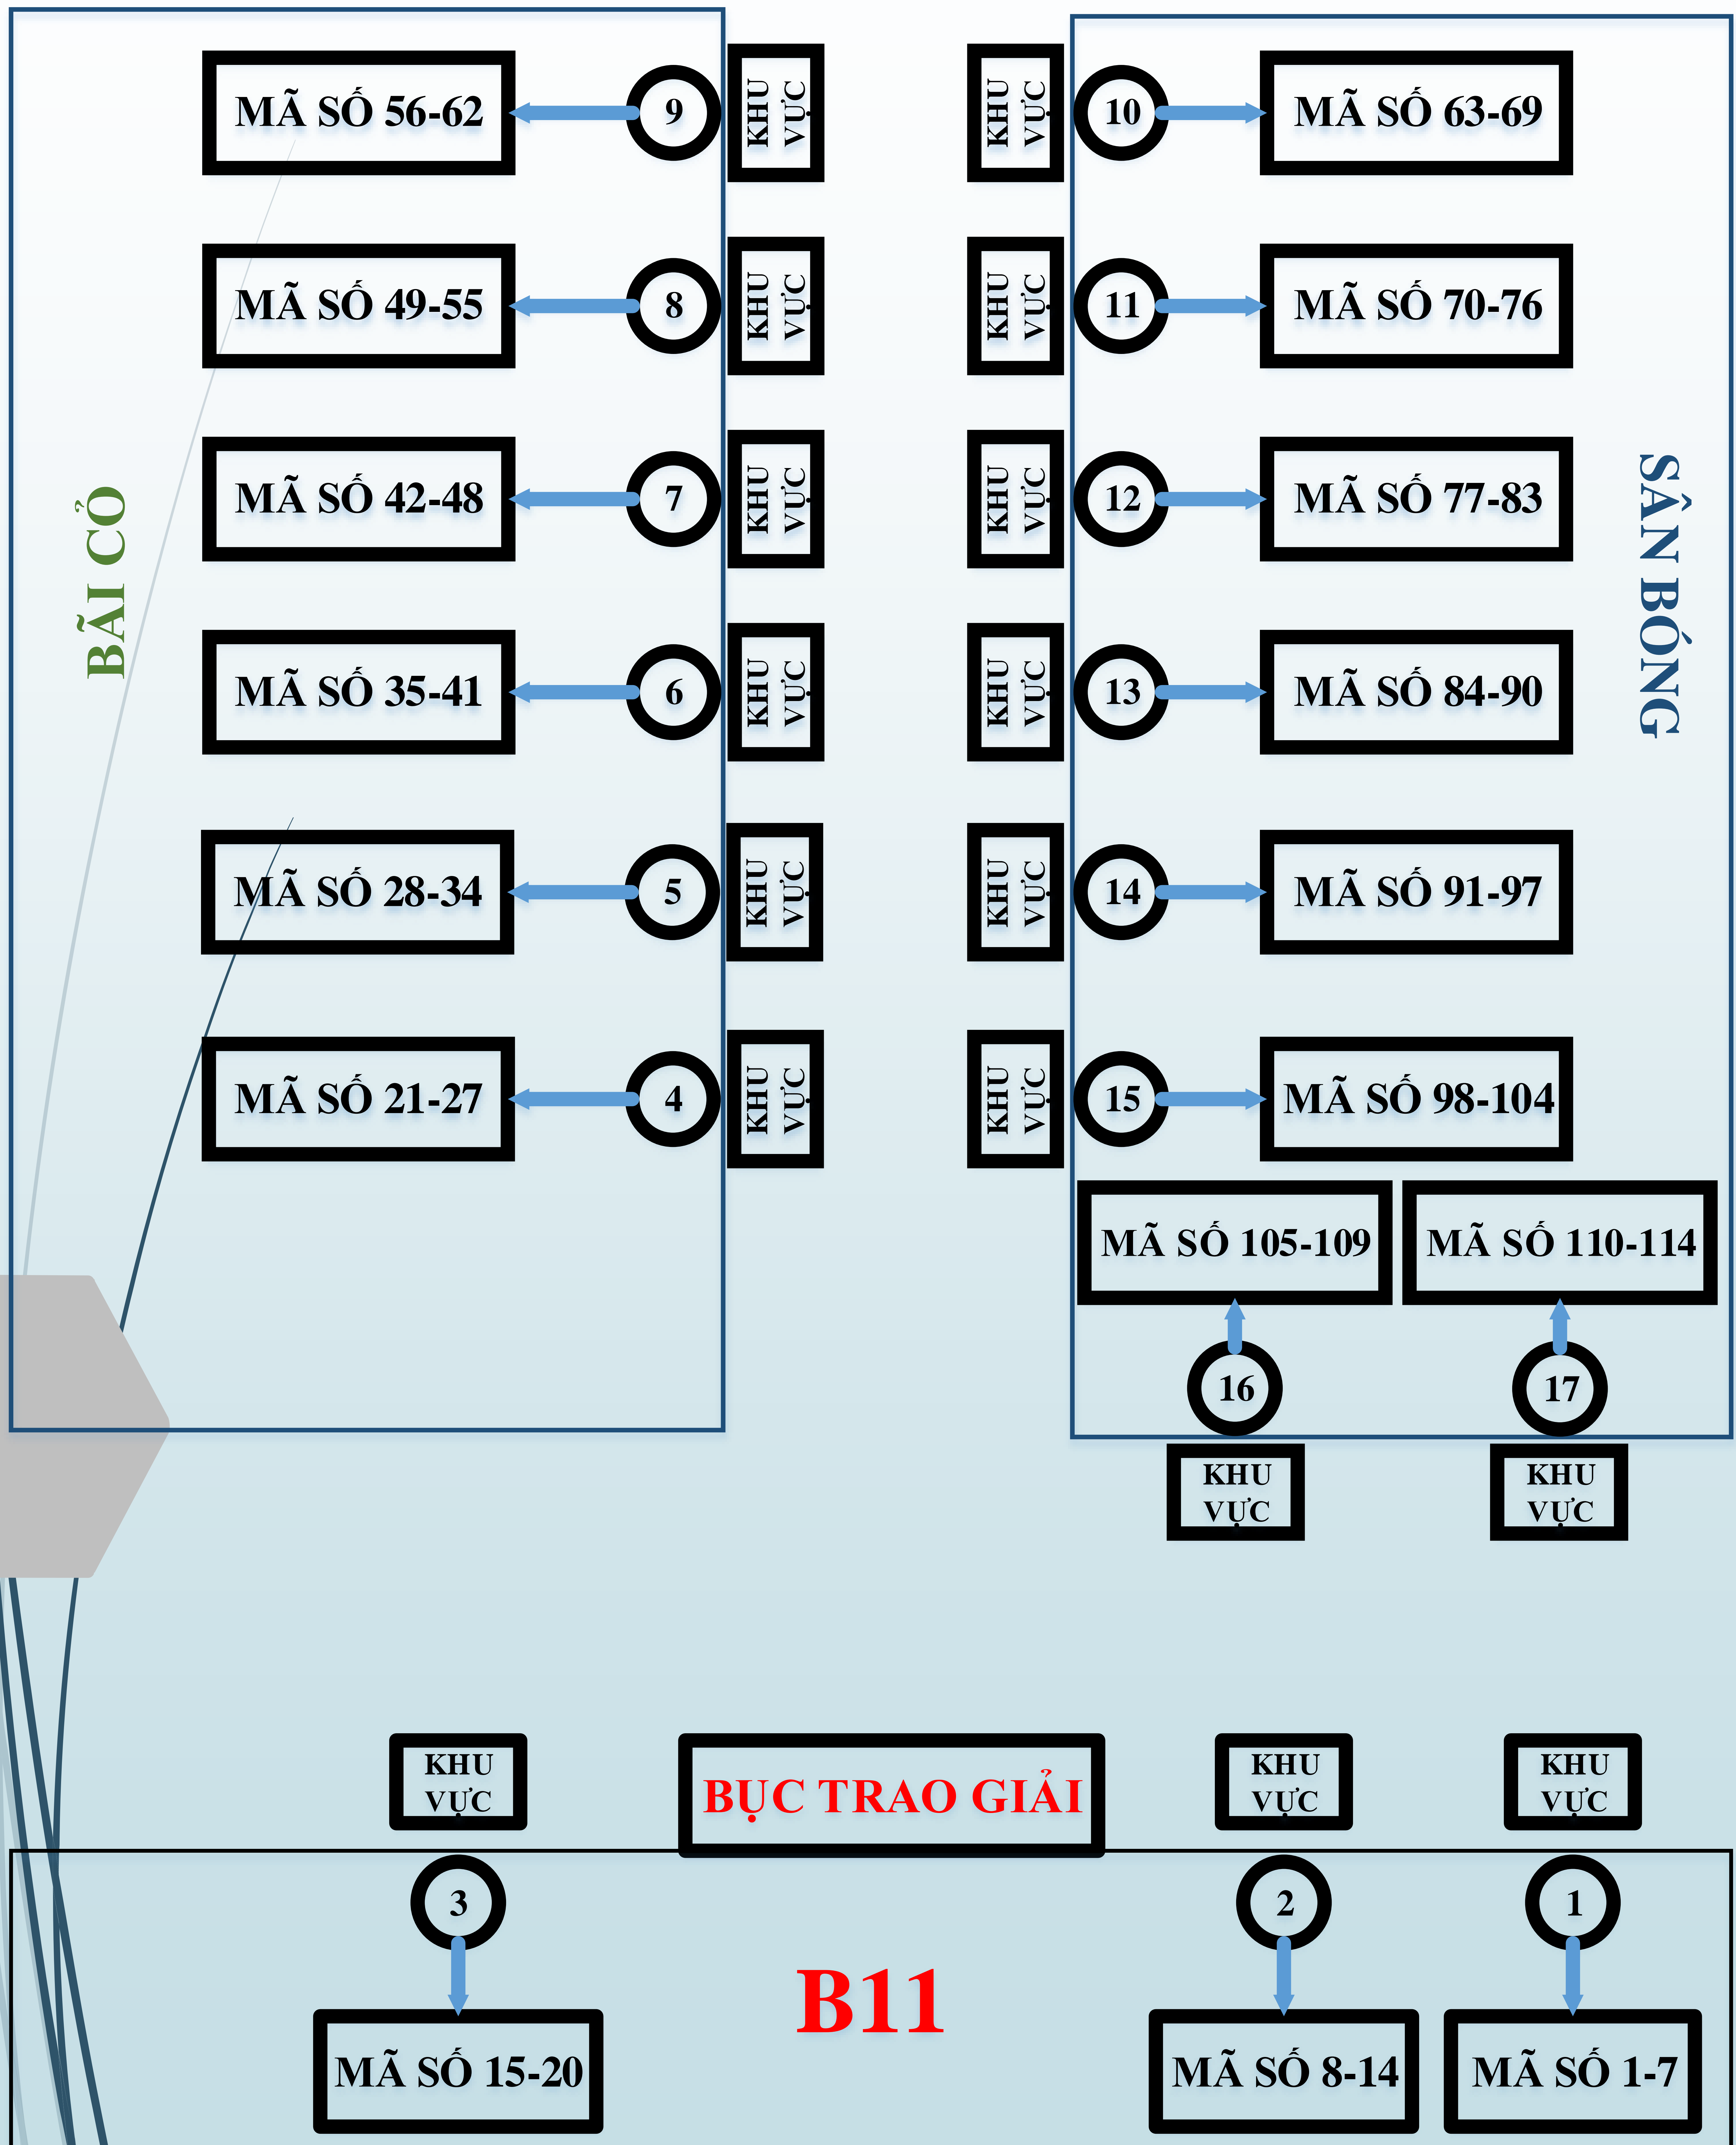 MÃ SỐ 56-62
9
KHU
VỰC
KHU
VỰC
10
MÃ SỐ 63-69
MÃ SỐ 49-55
8
KHU
VỰC
KHU
VỰC
11
MÃ SỐ 70-76
BÃI CỎ
MÃ SỐ 42-48
7
KHU
VỰC
KHU
VỰC
12
MÃ SỐ 77-83
SÂN BÓNG
MÃ SỐ 35-41
6
KHU
VỰC
KHU
VỰC
13
MÃ SỐ 84-90
MÃ SỐ 28-34
5
KHU
VỰC
KHU
VỰC
14
MÃ SỐ 91-97
MÃ SỐ 21-27
4
KHU
VỰC
KHU
VỰC
15
MÃ SỐ 98-104
MÃ SỐ 105-109
MÃ SỐ 110-114
16
17
KHU
VỰC
KHU
VỰC
KHU
VỰC
BỤC TRAO GIẢI
KHU
VỰC
KHU
VỰC
3
2
1
B11
MÃ SỐ 15-20
MÃ SỐ 8-14
MÃ SỐ 1-7